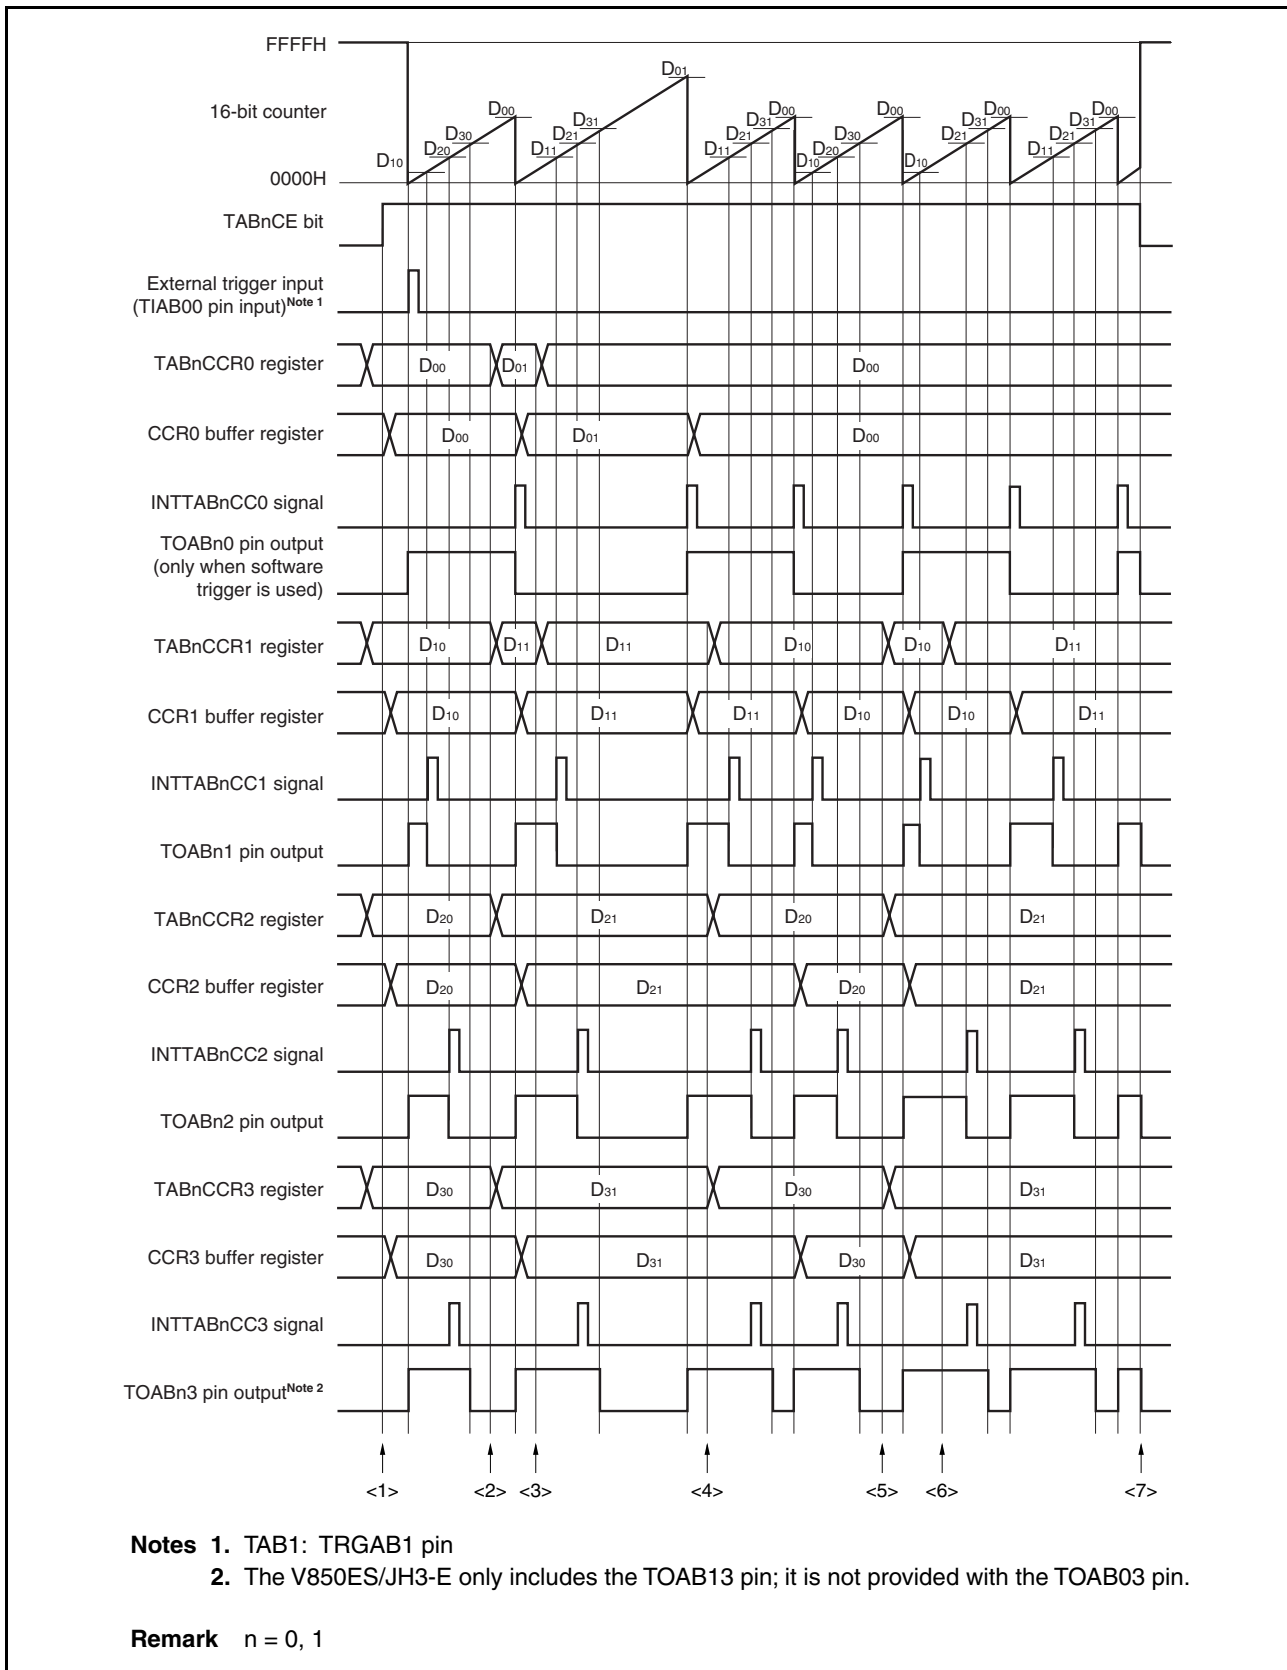 FFFFH
D01
16-bit counter
D10 D20 D30 D00 D11 D21 D31 D11 D21 D31 D00 D10 D20 D30 D00 D10 D21 D31 D00 D11 D21 D31 D00
0000H
TABnCE bit
External trigger input
(TIAB00 pin input)Note 1
TABnCCR0 register D00 D01 D00
CCR0 buffer register D00 D01 D00
INTTABnCC0 signal
TOABn0 pin output
(only when software
trigger is used)
TABnCCR1 register D10 D11 D11 D10 D10 D11
CCR1 buffer register D10 D11 D11 D10 D10 D11
INTTABnCC1 signal
TOABn1 pin output
TABnCCR2 register D20 D21 D20 D21
CCR2 buffer register D20 D21 D20 D21
INTTABnCC2 signal
TOABn2 pin output
TABnCCR3 register D30 D31 D30 D31
CCR3 buffer register D30 D31 D30 D31
INTTABnCC3 signal
TOABn3 pin outputNote 2
<1> <2> <3> <4> <5> <6> <7>
Notes 1. TAB1: TRGAB1 pin
2. The V850ES/JH3-E only includes the TOAB13 pin; it is not provided with the TOAB03 pin.
Remark n = 0, 1